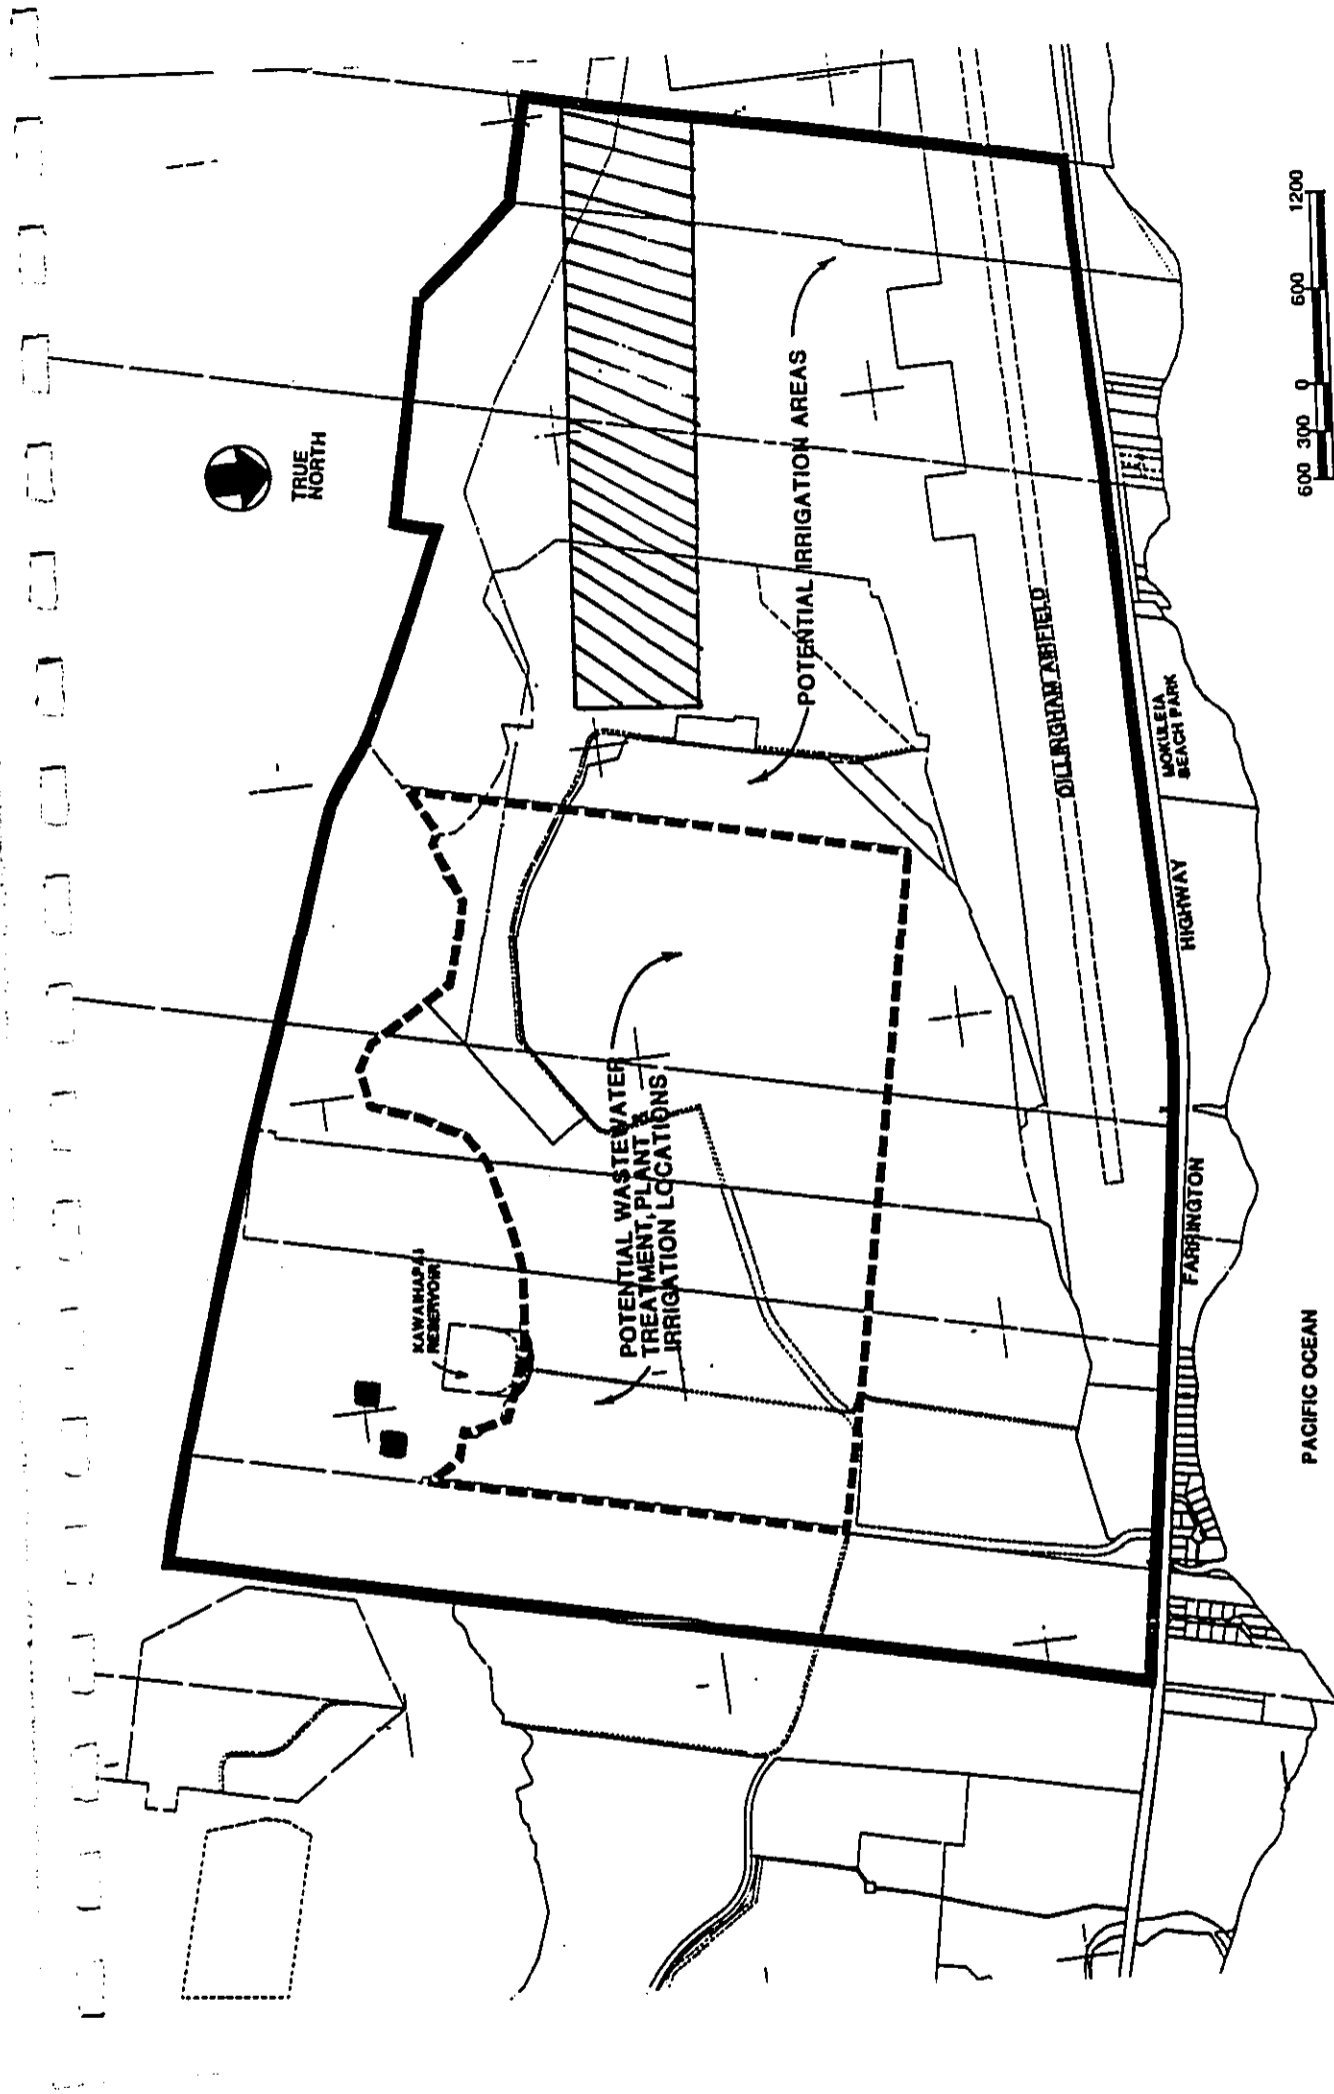 TRUE
NORTH
KAWAIHAPAI
RESERVOIR
POTENTIAL WASTEWATER
TREATMENT PLANT &
IRRIGATION LOCATIONS
POTENTIAL IRRIGATION AREAS
DILLINGHAM AIRFIELD
MOKULEIA
BEACH PARK
FARRINGTON HIGHWAY
PACIFIC OCEAN
600 300 0 600 1200